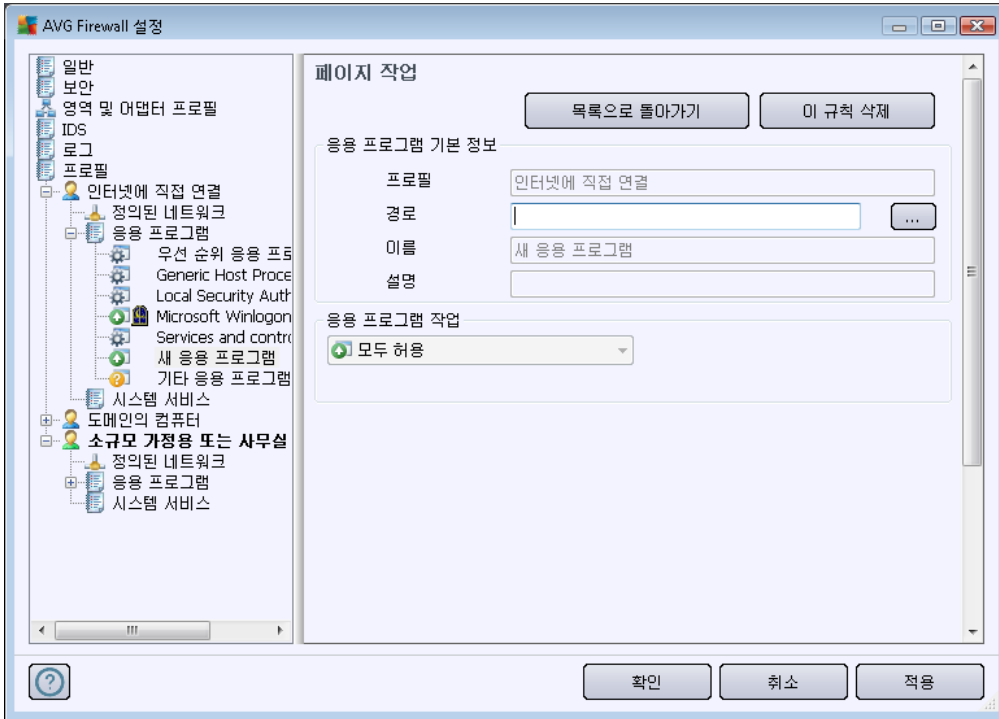 AVG Firewall 설정
일반
보안
영역 및 어댑터 프로필
IDS
로그
프로필
인터넷에 직접 연결
정의된 네트워크
응용 프로그램
우선 순위 응용 프로
Generic Host Proce
Local Security Auth
Microsoft Winlogon
Services and contro
새 응용 프로그램
기타 응용 프로그램
시스템 서비스
도메인의 컴퓨터
소규모 가정용 또는 사무실
정의된 네트워크
응용 프로그램
시스템 서비스
페이지 작업
목록으로 돌아가기
이 규칙 삭제
응용 프로그램 기본 정보
프로필
인터넷에 직접 연결
경로
...
이름
새 응용 프로그램
설명
응용 프로그램 작업
모두 허용
?
확인
취소
적용